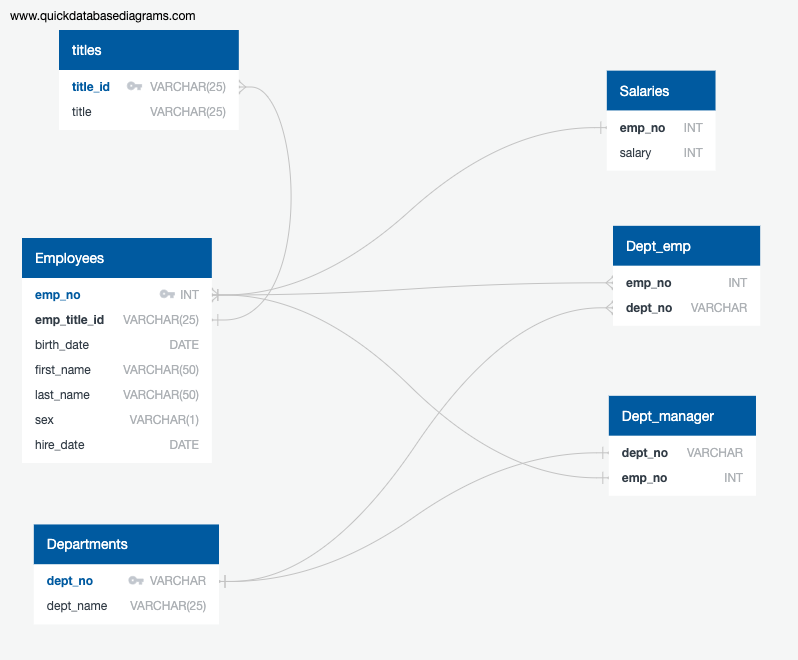 www.quickdatabasediagrams.com
titles
title_id VARCHAR(25)
title VARCHAR(25)
Salaries
emp_no INT
salary INT
Employees
emp_no INT
emp_title_id VARCHAR(25)
birth_date DATE
first_name VARCHAR(50)
last_name VARCHAR(50)
sex VARCHAR(1)
hire_date DATE
Dept_emp
emp_no INT
dept_no VARCHAR
Dept_manager
dept_no VARCHAR
emp_no INT
Departments
dept_no VARCHAR
dept_name VARCHAR(25)